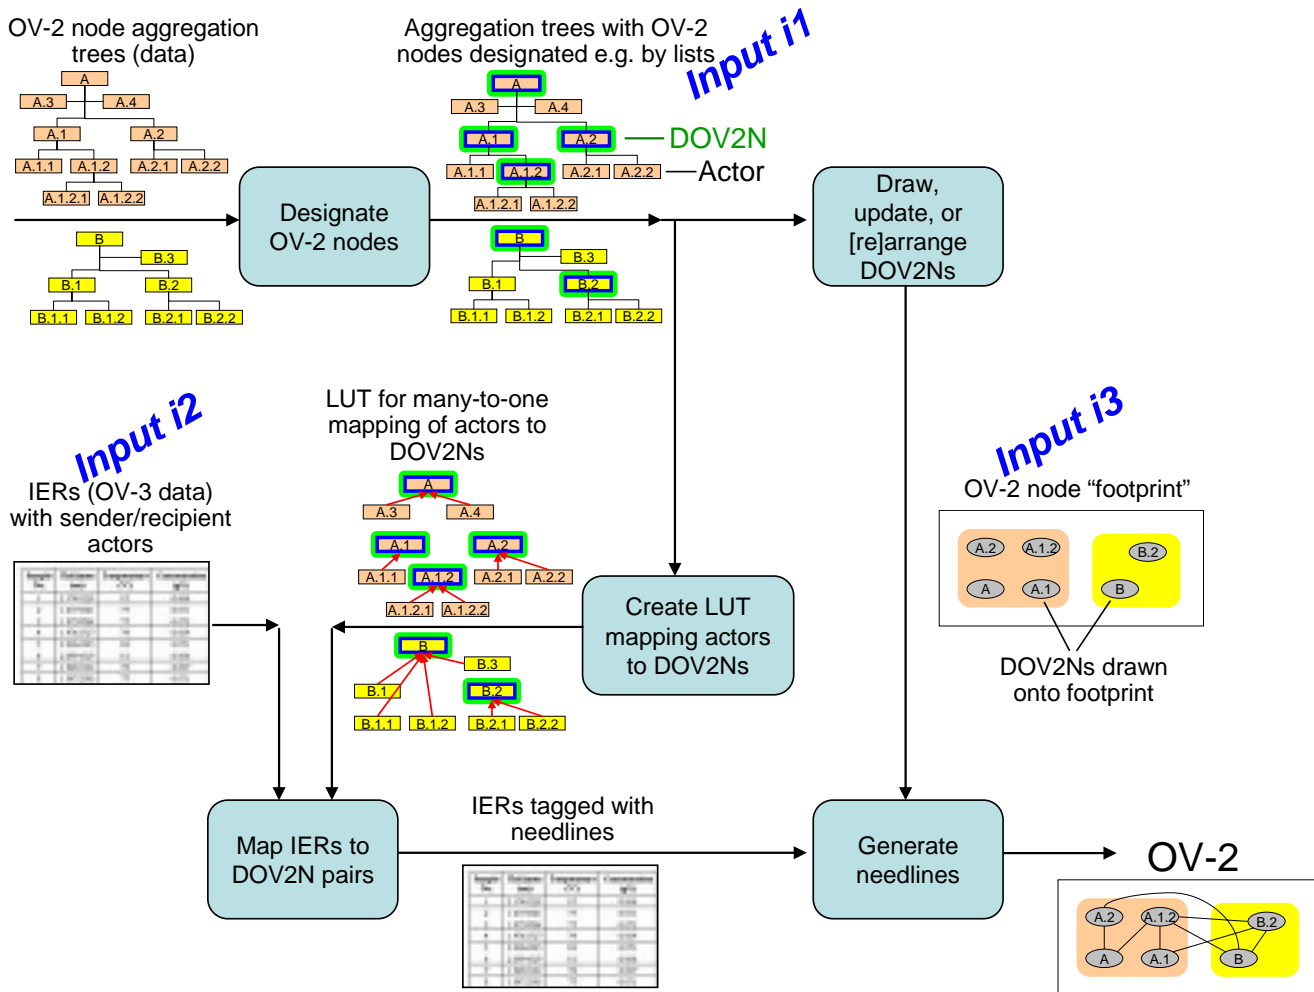 OV-2 node aggregation
trees (data)
A
A.3
A.4
A.1
A.2
A.1.1
A.1.2
A.2.1
A.2.2
A.1.2.1
A.1.2.2
B
B.3
B.1
B.2
B.1.1
B.1.2
B.2.1
B.2.2
Designate
OV-2 nodes
Aggregation trees with OV-2
nodes designated e.g. by lists
Input i1
A
A.3
A.4
A.1
A.2
DOV2N
A.1.1
A.1.2
A.2.1
A.2.2
Actor
A.1.2.1
A.1.2.2
B
B.3
B.1
B.2
B.1.1
B.1.2
B.2.1
B.2.2
Draw,
update, or
[re]arrange
DOV2Ns
Input i2
IERs (OV-3 data)
with sender/recipient
actors
LUT for many-to-one
mapping of actors to
DOV2Ns
A
A.3
A.4
A.1
A.2
A.1.1
A.1.2
A.2.1
A.2.2
A.1.2.1
A.1.2.2
B
B.3
B.1
B.2
B.1.1
B.1.2
B.2.1
B.2.2
Create LUT
mapping actors
to DOV2Ns
Input i3
OV-2 node “footprint”
A.2
A.1.2
B.2
A
A.1
B
DOV2Ns drawn
onto footprint
Map IERs to
DOV2N pairs
IERs tagged with
needlines
Generate
needlines
OV-2
A.2
A.1.2
B.2
A
A.1
B